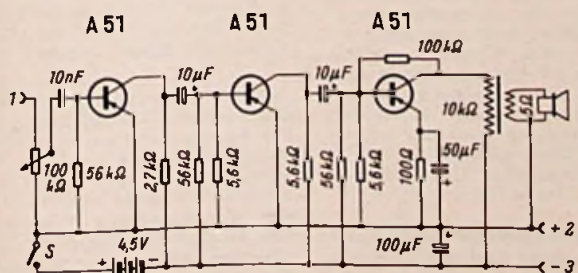 A51 A51 A51
100kΩ
10nF 10µF + 10µF +
1
10kΩ 5Ω
100 kΩ 56kΩ 2,7kΩ 56kΩ 5,6kΩ 5,6kΩ 56kΩ 5,6kΩ 100Ω 50µF +
+2
S + 4,5V - 100µF +
-3